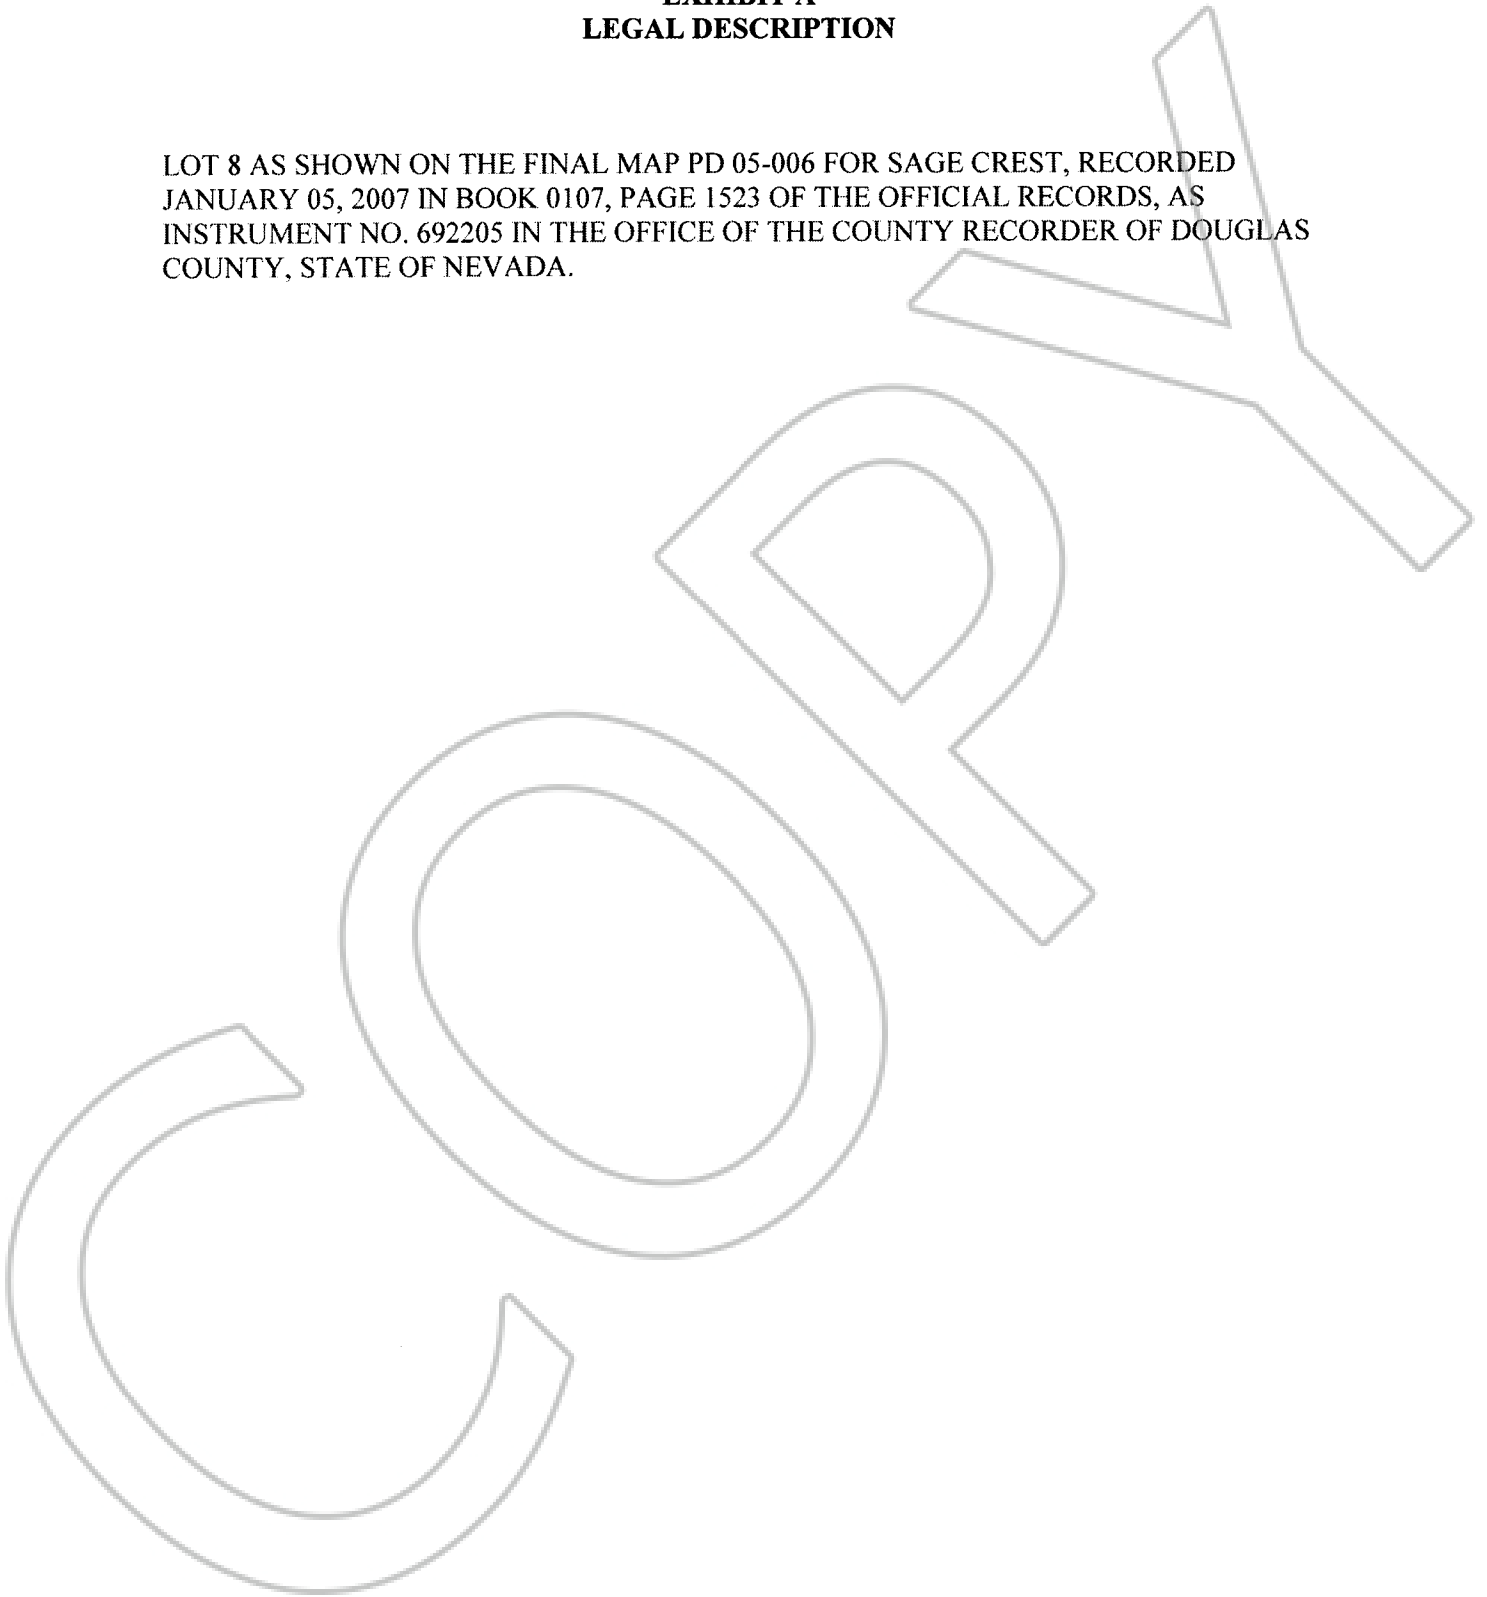 EXHIBIT A
LEGAL DESCRIPTION
LOT 8 AS SHOWN ON THE FINAL MAP PD 05-006 FOR SAGE CREST, RECORDED
JANUARY 05, 2007 IN BOOK 0107, PAGE 1523 OF THE OFFICIAL RECORDS, AS
INSTRUMENT NO. 692205 IN THE OFFICE OF THE COUNTY RECORDER OF DOUGLAS
COUNTY, STATE OF NEVADA.
COPY